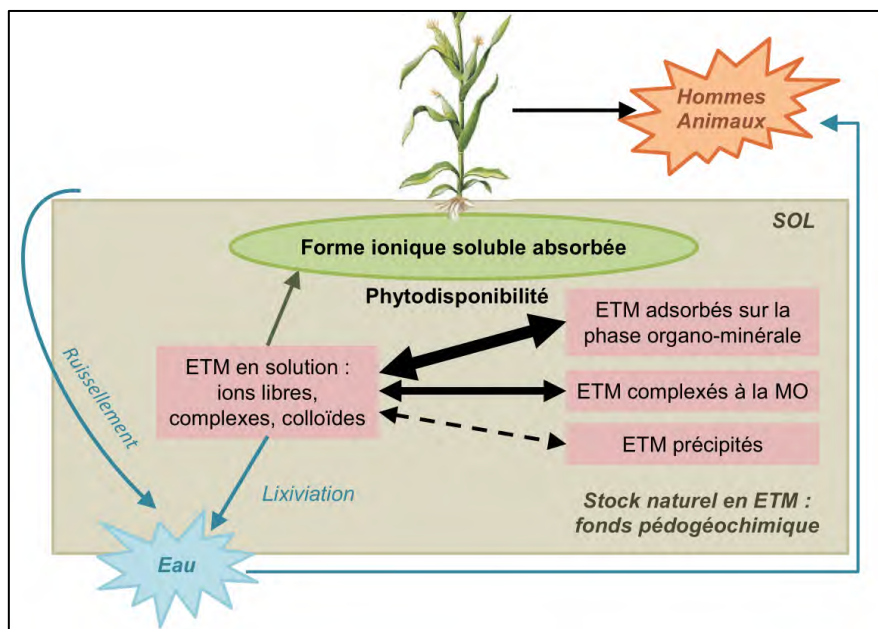 Hommes
Animaux
SOL
Forme ionique soluble absorbée
Phytodisponibilité
ETM adsorbés sur la
phase organo-minérale
ETM en solution :
ions libres,
complexes, colloïdes
ETM complexés à la MO
ETM précipités
Ruissellement
Lixiviation
Stock naturel en ETM :
fonds pédogéochimique
Eau